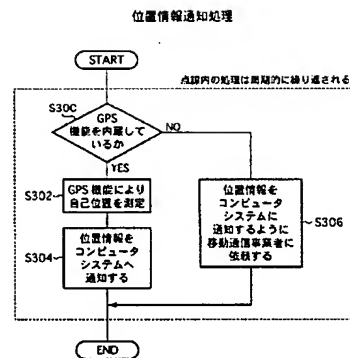 位置情報通知処理
START
点線内の処理は周期的に繰り返される
S300
GPS
機能を内蔵して
いるか
NO
YES
S302
GPS 機能により
自己位置を測定
S304
位置情報を
コンピュータ
システムへ
通知する
位置情報を
コンピュータ
システムに
通知するように
移動通信事業者に
依頼する
S306
END